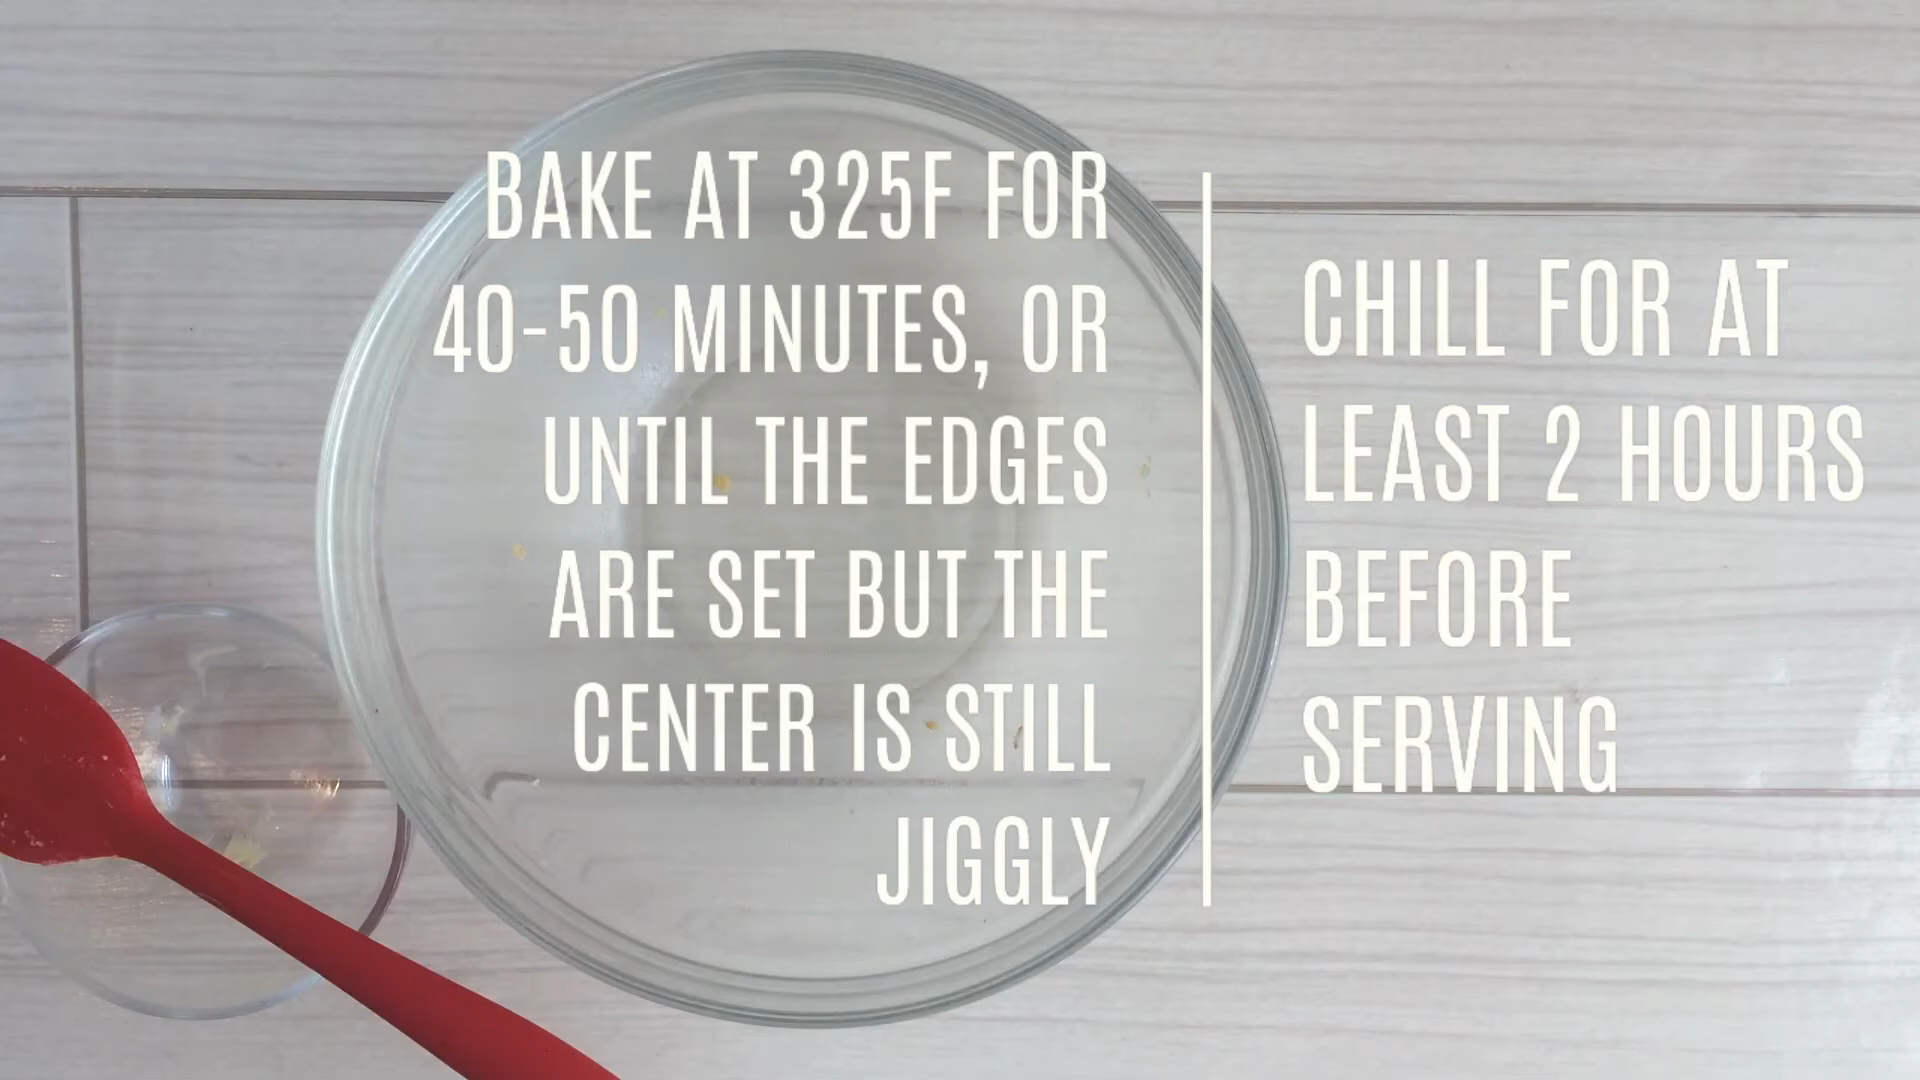 BAKE AT 325F FOR
40-50 MINUTES, OR
UNTIL THE EDGES
ARE SET BUT THE
CENTER IS STILL
JIGGLY
CHILL FOR AT
LEAST 2 HOURS
BEFORE
SERVING